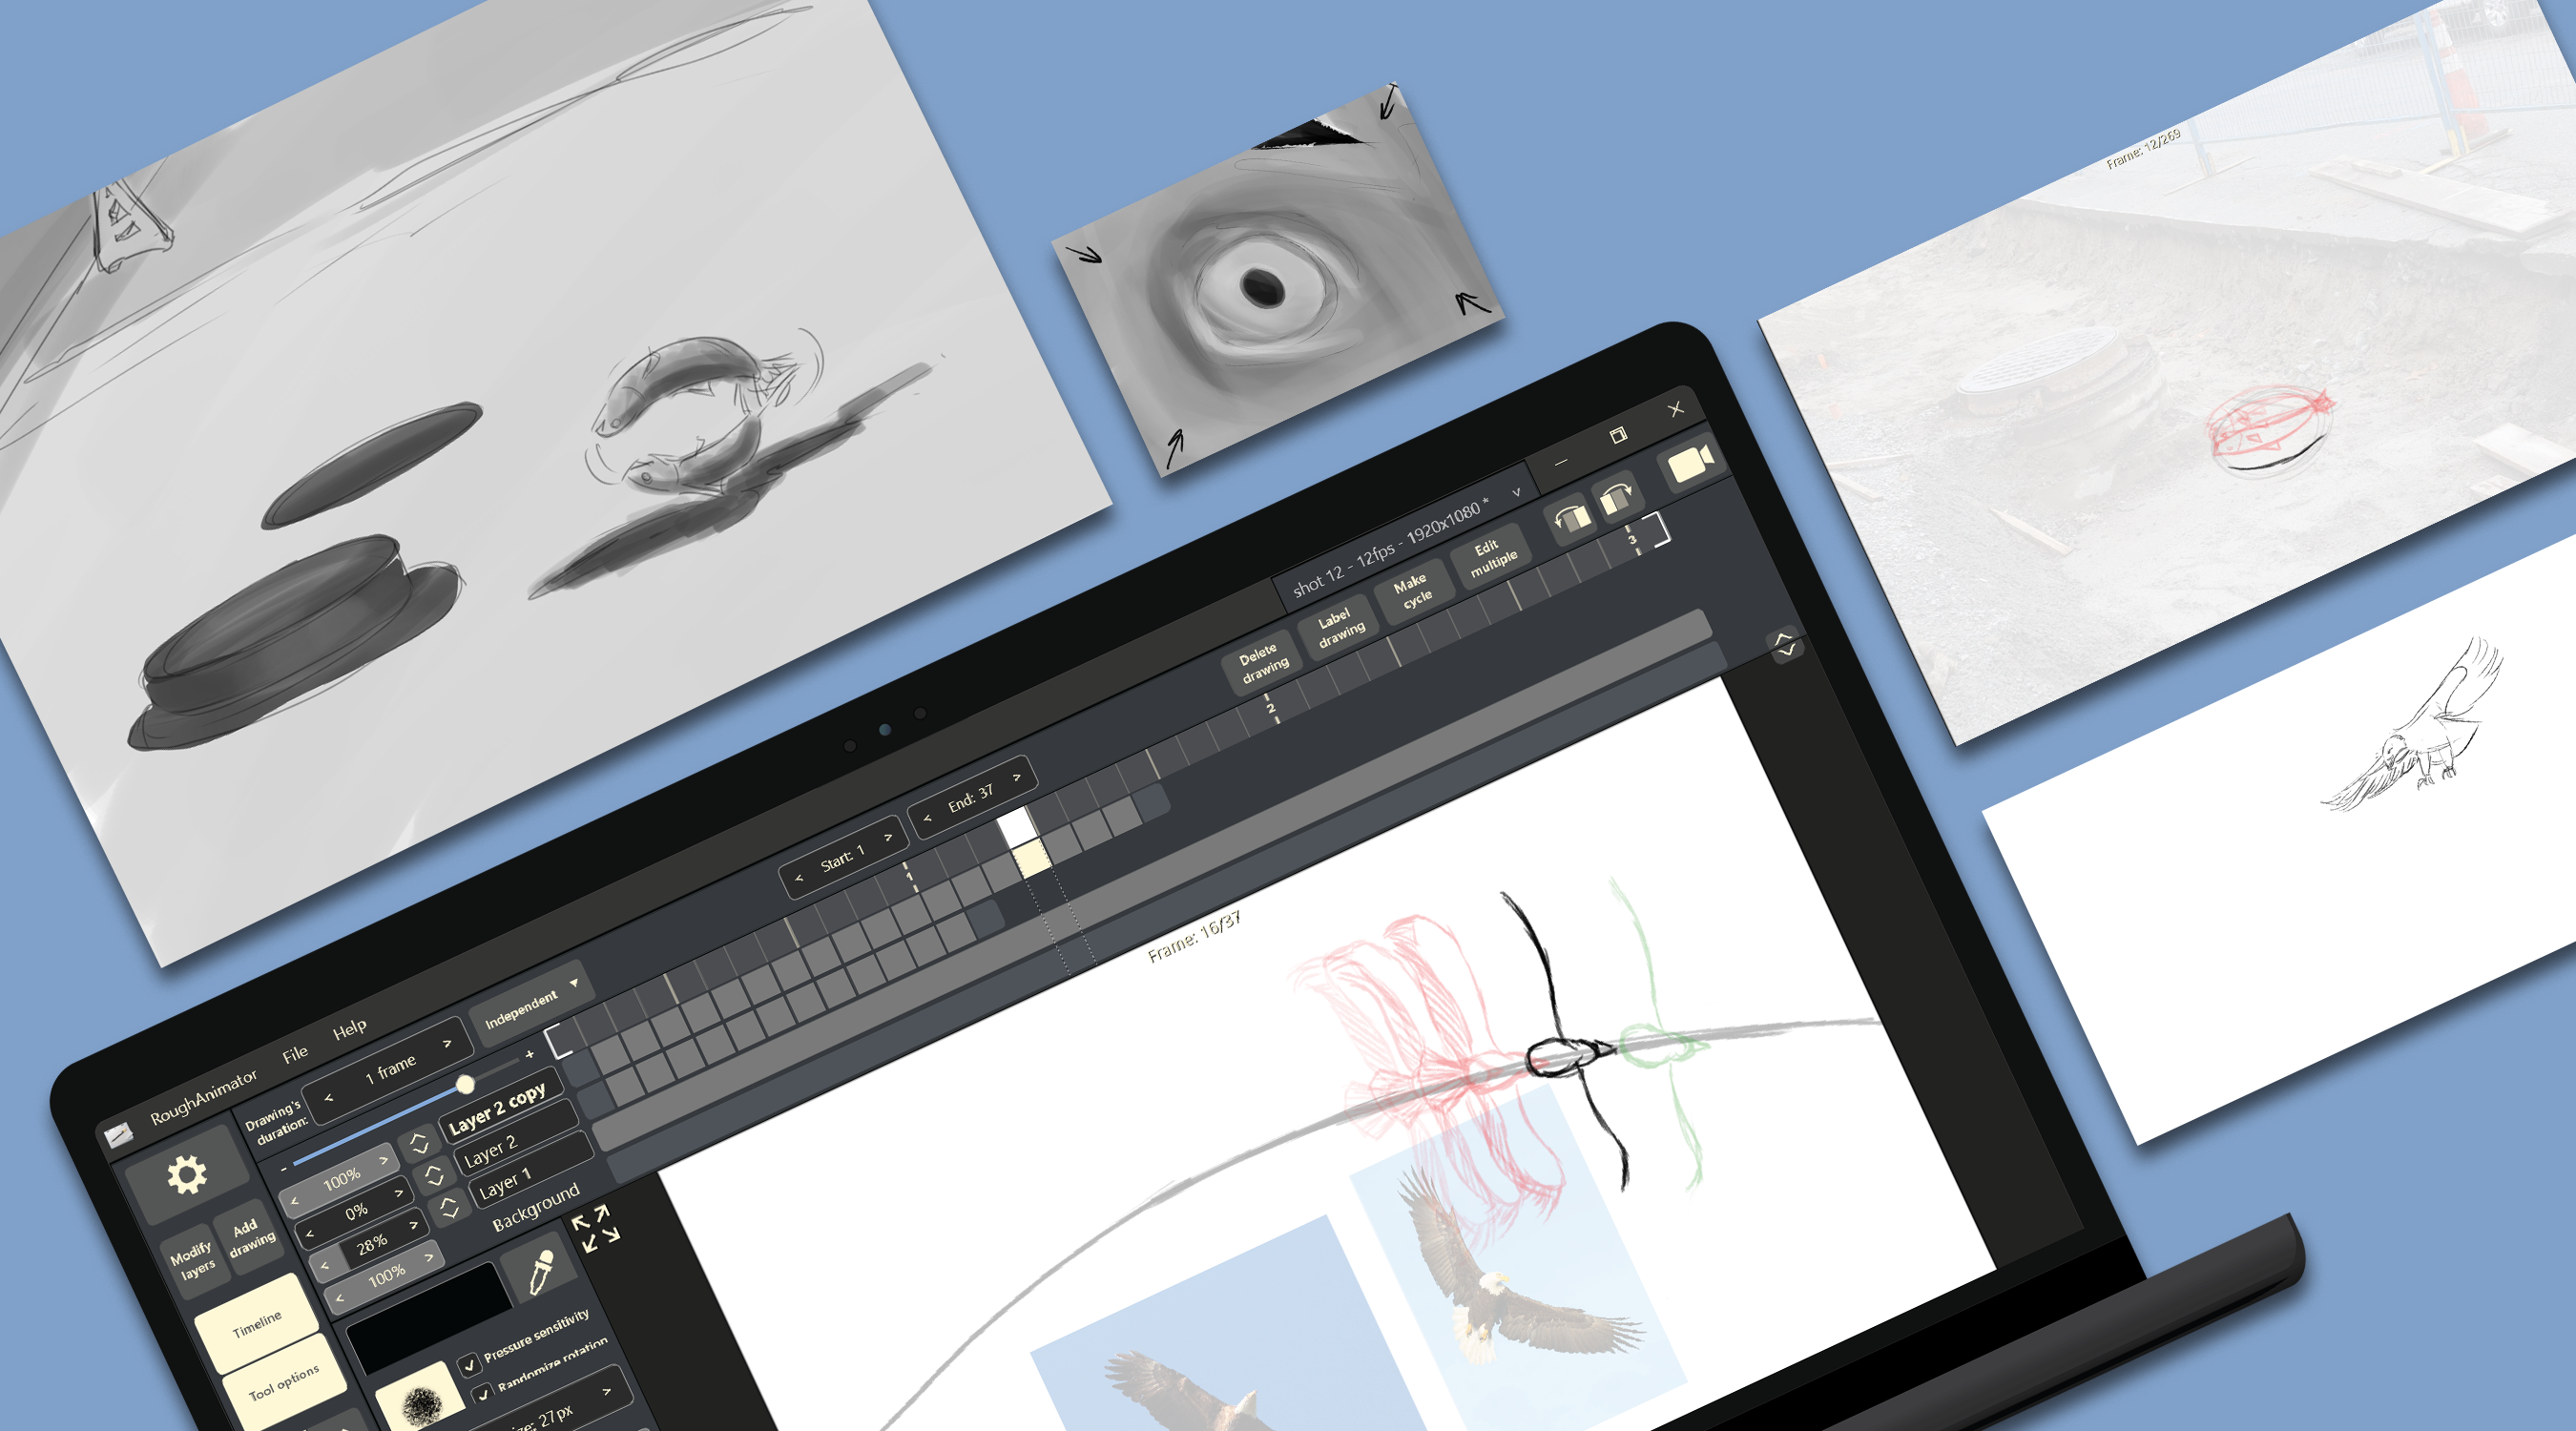 Frame: 12/269
shot 12 - 12fps - 1920x1080 *
v
Delete
drawing
Label
drawing
Make
cycle
Edit
multiple
RoughAnimator
File
Help
Drawing's
duration:
< 1 frame >
Independent ▼
< Start: 1 >
< End: 37 >
1
2
3
- +
Modify
layers
Add
drawing
< 100% >
Layer 2 copy
< 0% >
Layer 2
< 28% >
Layer 1
< 100% >
Background
Timeline
Tool options
Pressure sensitivity
Randomize rotation
27px >
Frame: 16/37